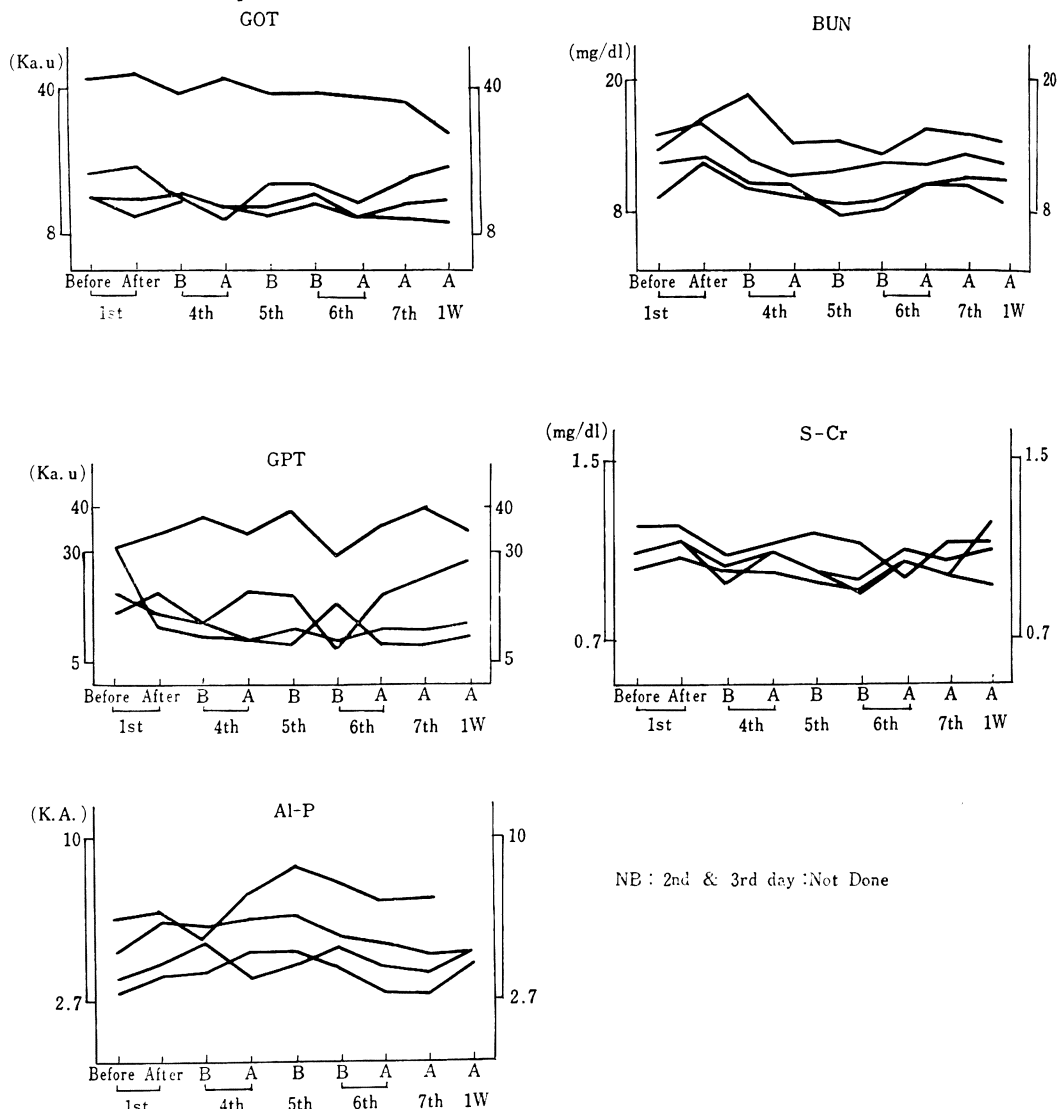 GOT
(Ka.u)
40
8
40
8
Before After B A B B A A A
1st 4th 5th 6th 7th 1W
BUN
(mg/dl)
20
8
20
8
Before After B A B B A A A
1st 4th 5th 6th 7th 1W
GPT
(Ka.u)
40
30
5
40
30
5
Before After B A B B A A A
1st 4th 5th 6th 7th 1W
S-Cr
(mg/dl)
1.5
0.7
1.5
0.7
Before After B A B B A A A
1st 4th 5th 6th 7th 1W
Al-P
(K.A.)
10
2.7
10
2.7
Before After B A B B A A A
1st 4th 5th 6th 7th 1W
NB : 2nd & 3rd day : Not Done